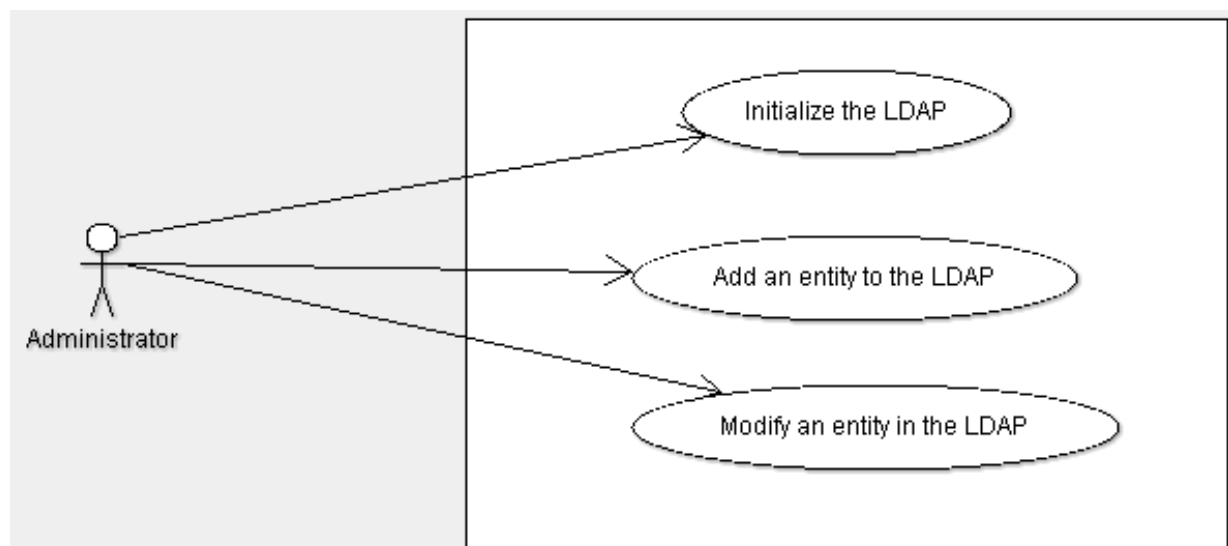 Initialize the LDAP
Add an entity to the LDAP
Administrator
Modify an entity in the LDAP